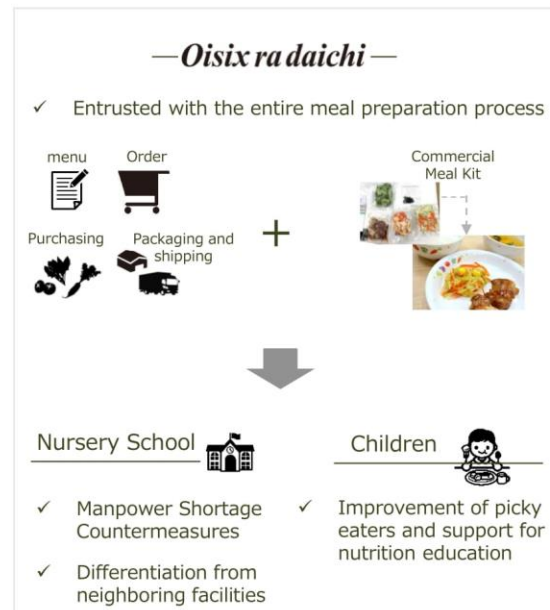 —Oisix ra daichi—
✓ Entrusted with the entire meal preparation process
menu
Order
Purchasing
Packaging and
shipping
+
Commercial
Meal Kit
Nursery School
✓ Manpower Shortage
Countermeasures
✓ Differentiation from
neighboring facilities
Children
✓ Improvement of picky
eaters and support for
nutrition education